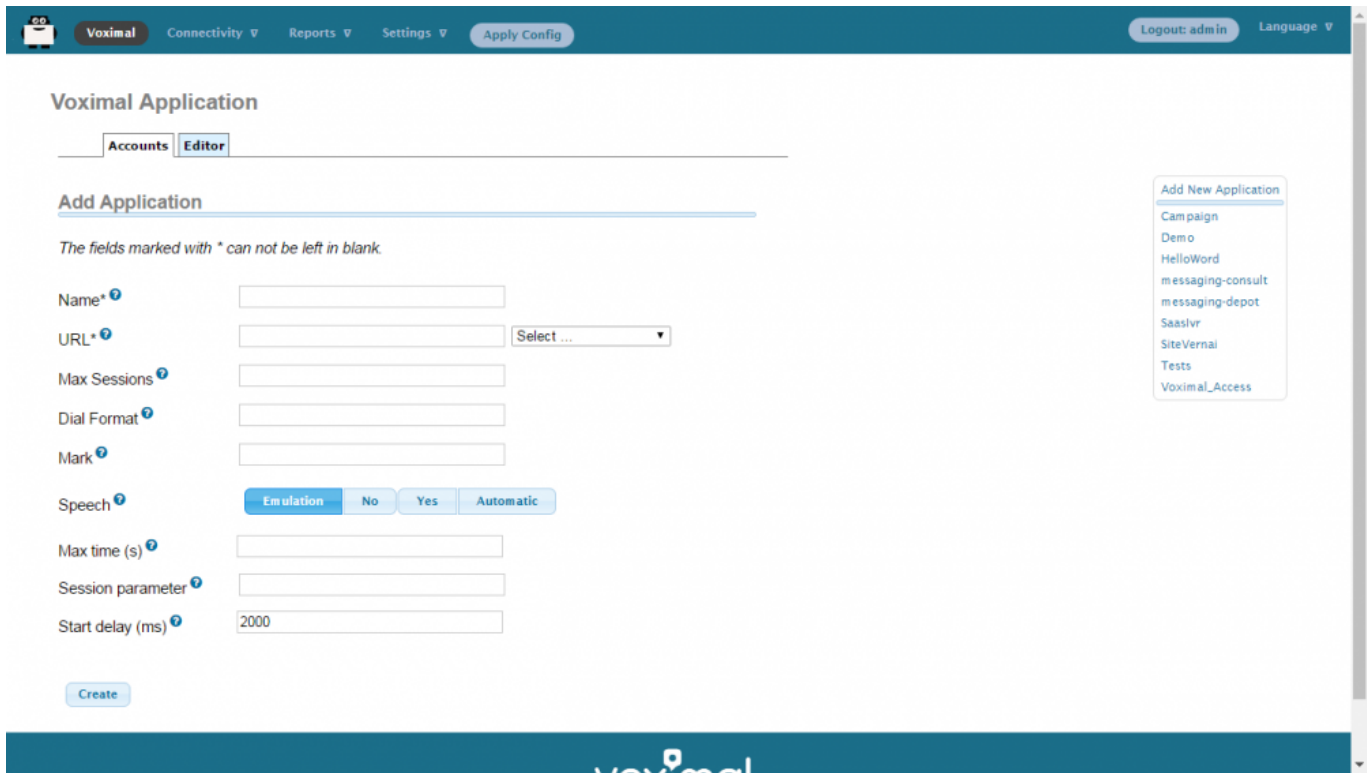 Voximal Connectivity ∇ Reports ∇ Settings ∇ Apply Config Logout: admin Language ∇
Voximal Application
Accounts Editor
Add Application
The fields marked with * can not be left in blank.
Name* ?
URL* ? Select ... ▼
Max Sessions ?
Dial Format ?
Mark ?
Speech ? Emulation No Yes Automatic
Max time (s) ?
Session parameter ?
Start delay (ms) ? 2000
Create
Add New Application
Campaign
Demo
HelloWord
messaging-consult
messaging-depot
SaasIvr
SiteVernai
Tests
Voximal_Access
voximal